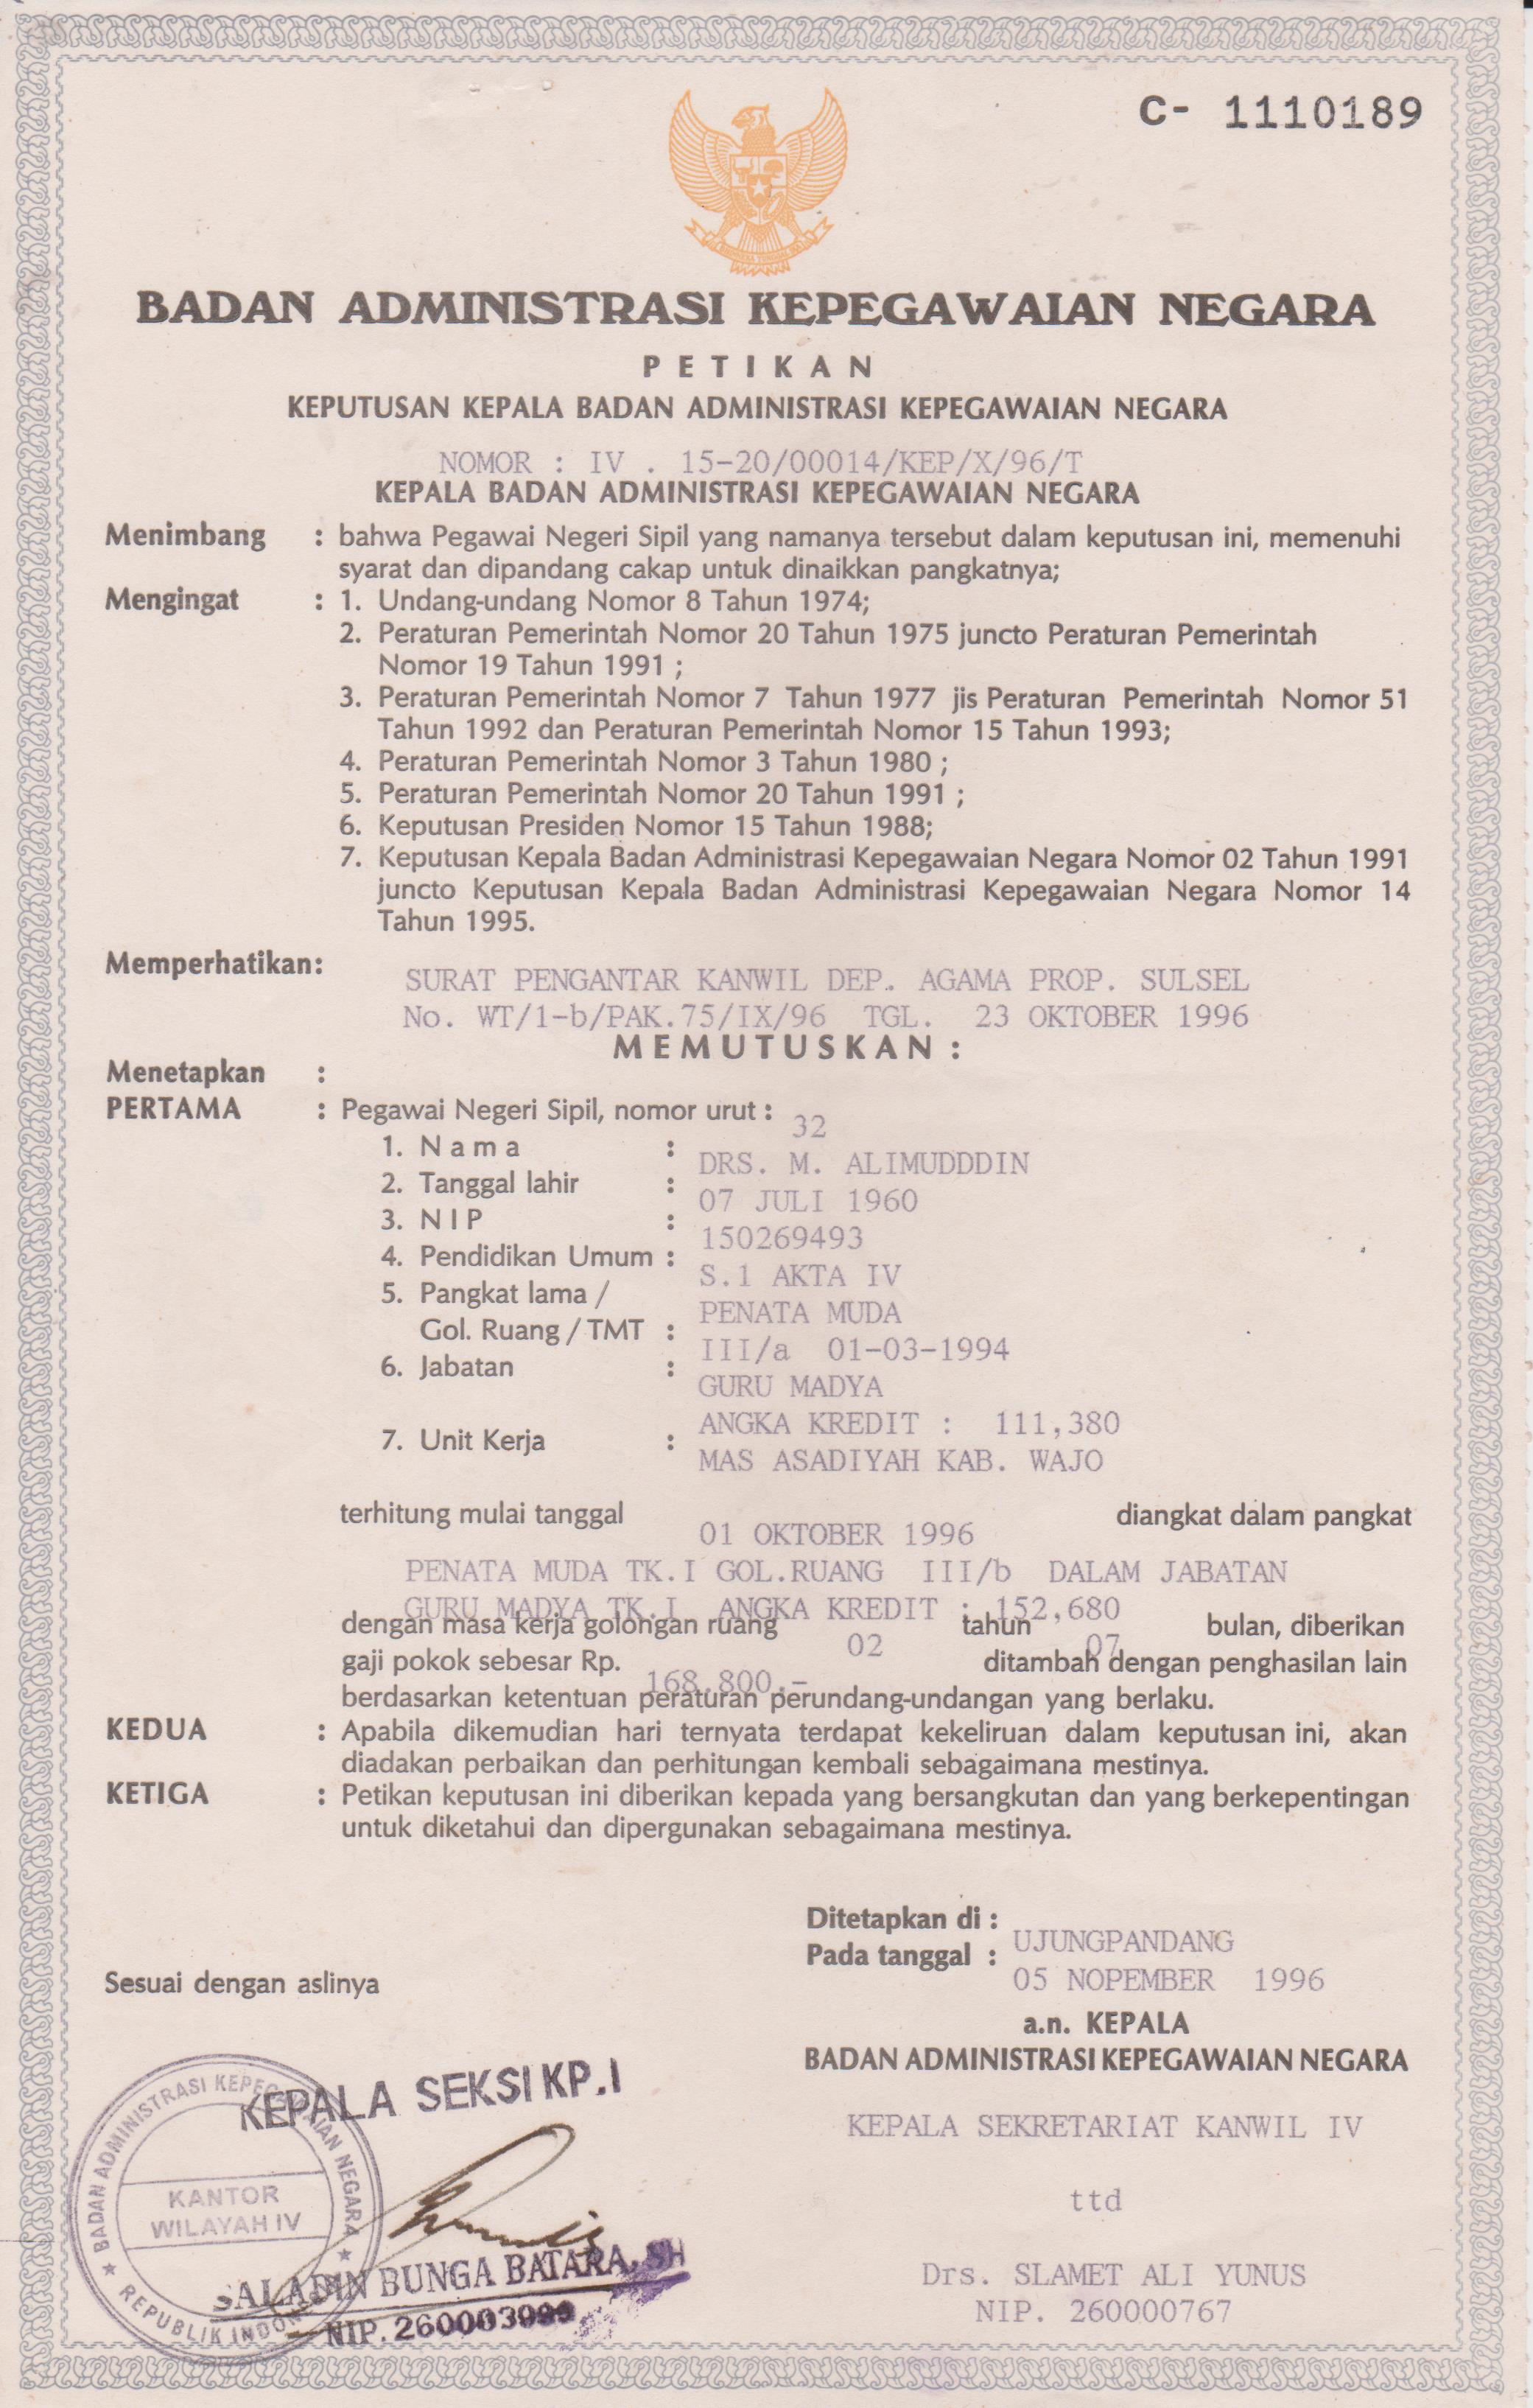 C- 1110189
BADAN ADMINISTRASI KEPEGAWAIAN NEGARA
PETIKAN
KEPUTUSAN KEPALA BADAN ADMINISTRASI KEPEGAWAIAN NEGARA
NOMOR : IV . 15-20/00014/KEP/X/96/T
KEPALA BADAN ADMINISTRASI KEPEGAWAIAN NEGARA
Menimbang : bahwa Pegawai Negeri Sipil yang namanya tersebut dalam keputusan ini, memenuhi
syarat dan dipandang cakap untuk dinaikkan pangkatnya;
Mengingat : 1. Undang-undang Nomor 8 Tahun 1974;
2. Peraturan Pemerintah Nomor 20 Tahun 1975 juncto Peraturan Pemerintah
Nomor 19 Tahun 1991 ;
3. Peraturan Pemerintah Nomor 7 Tahun 1977 jis Peraturan Pemerintah Nomor 51
Tahun 1992 dan Peraturan Pemerintah Nomor 15 Tahun 1993;
4. Peraturan Pemerintah Nomor 3 Tahun 1980 ;
5. Peraturan Pemerintah Nomor 20 Tahun 1991 ;
6. Keputusan Presiden Nomor 15 Tahun 1988;
7. Keputusan Kepala Badan Administrasi Kepegawaian Negara Nomor 02 Tahun 1991
juncto Keputusan Kepala Badan Administrasi Kepegawaian Negara Nomor 14
Tahun 1995.
Memperhatikan:
SURAT PENGANTAR KANWIL DEP. AGAMA PROP. SULSEL
No. WT/1-b/PAK.75/IX/96 TGL. 23 OKTOBER 1996
MEMUTUSKAN :
Menetapkan :
PERTAMA : Pegawai Negeri Sipil, nomor urut : 32
1. Nama : DRS. M. ALIMUDDDIN
2. Tanggal lahir : 07 JULI 1960
3. NIP : 150269493
4. Pendidikan Umum : S.1 AKTA IV
5. Pangkat lama / PENATA MUDA
Gol. Ruang / TMT : III/a 01-03-1994
6. Jabatan : GURU MADYA
ANGKA KREDIT : 111,380
7. Unit Kerja : MAS ASADIYAH KAB. WAJO
terhitung mulai tanggal 01 OKTOBER 1996 diangkat dalam pangkat
PENATA MUDA TK.I GOL.RUANG III/b DALAM JABATAN
GURU MADYA TK.I ANGKA KREDIT : 152,680
dengan masa kerja golongan ruang 02 tahun 07 bulan, diberikan
gaji pokok sebesar Rp. 168.800.- ditambah dengan penghasilan lain
berdasarkan ketentuan peraturan perundang-undangan yang berlaku.
KEDUA : Apabila dikemudian hari ternyata terdapat kekeliruan dalam keputusan ini, akan
diadakan perbaikan dan perhitungan kembali sebagaimana mestinya.
KETIGA : Petikan keputusan ini diberikan kepada yang bersangkutan dan yang berkepentingan
untuk diketahui dan dipergunakan sebagaimana mestinya.
Ditetapkan di : UJUNGPANDANG
Pada tanggal : 05 NOPEMBER 1996
Sesuai dengan aslinya
a.n. KEPALA
BADAN ADMINISTRASI KEPEGAWAIAN NEGARA
KEPALA SEKSI KP.I
KEPALA SEKRETARIAT KANWIL IV
BADAN ADMINISTRASI KEPEGAWAIAN NEGARA
KANTOR
WILAYAH IV
REPUBLIK INDON
ttd
SALADIN BUNGA BATARA, SH
NIP.
Drs. SLAMET ALI YUNUS
NIP. 260000767